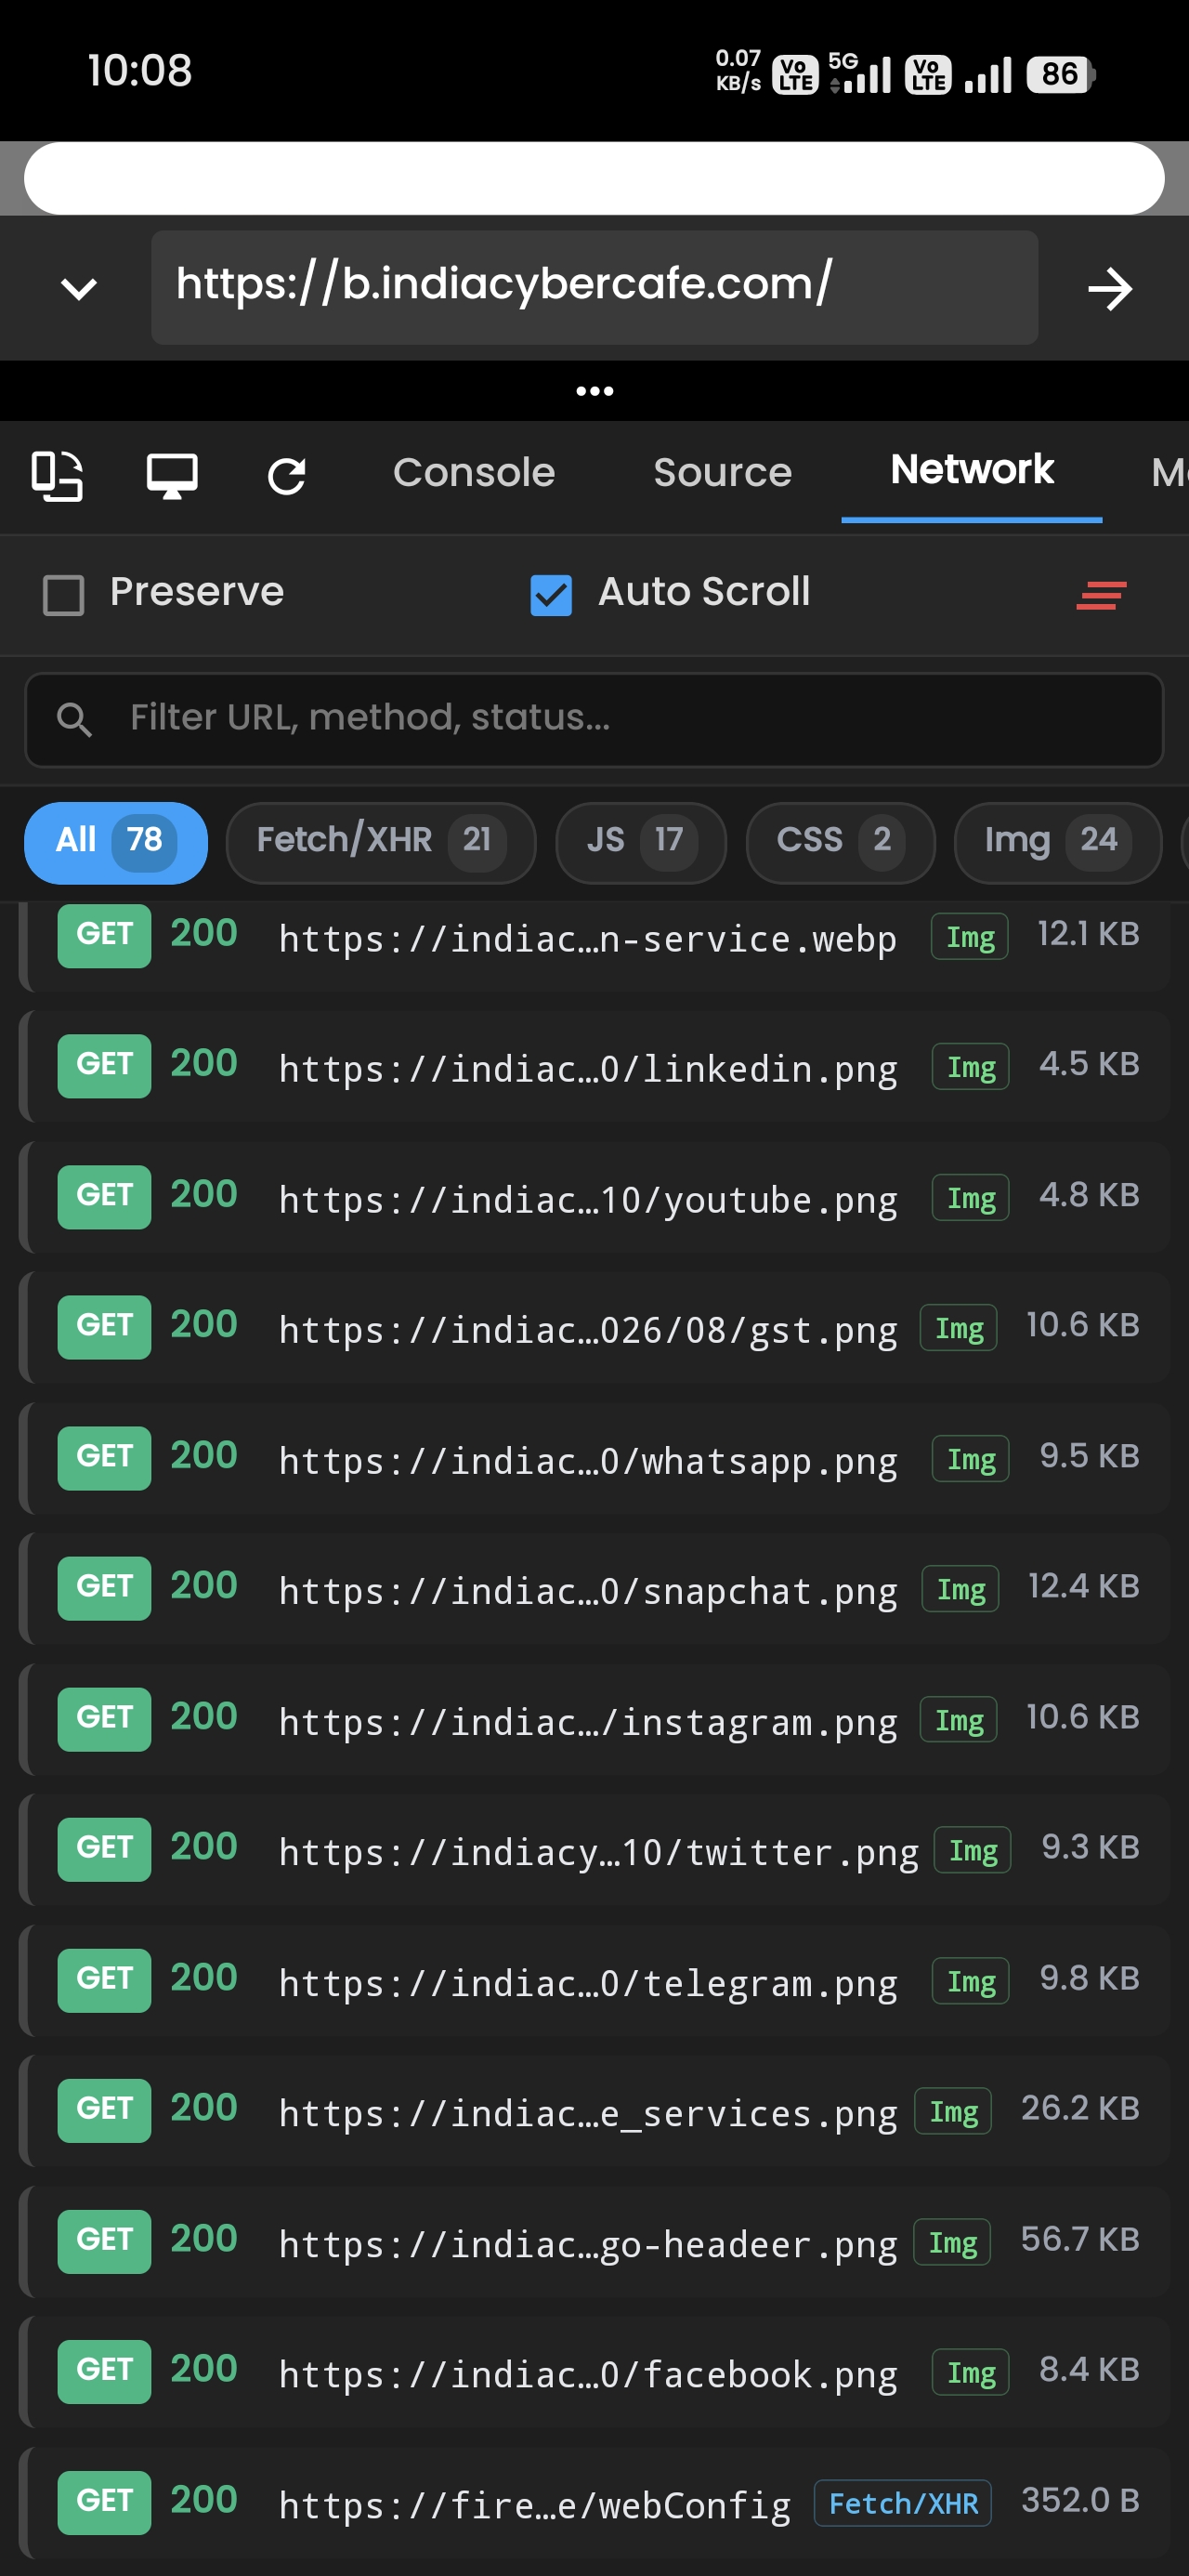 10:08
0.07 KB/s Vo LTE 5G Vo LTE 86
https://b.indiacybercafe.com/
Console Source Network
Preserve Auto Scroll
Filter URL, method, status...
All 78 Fetch/XHR 21 JS 17 CSS 2 Img 24
GET 200 https://indiac…n-service.webp Img 12.1 KB
GET 200 https://indiac…0/linkedin.png Img 4.5 KB
GET 200 https://indiac…10/youtube.png Img 4.8 KB
GET 200 https://indiac…026/08/gst.png Img 10.6 KB
GET 200 https://indiac…0/whatsapp.png Img 9.5 KB
GET 200 https://indiac…0/snapchat.png Img 12.4 KB
GET 200 https://indiac…/instagram.png Img 10.6 KB
GET 200 https://indiacy…10/twitter.png Img 9.3 KB
GET 200 https://indiac…0/telegram.png Img 9.8 KB
GET 200 https://indiac…e_services.png Img 26.2 KB
GET 200 https://indiac…go-headeer.png Img 56.7 KB
GET 200 https://indiac…0/facebook.png Img 8.4 KB
GET 200 https://fire…e/webConfig Fetch/XHR 352.0 B